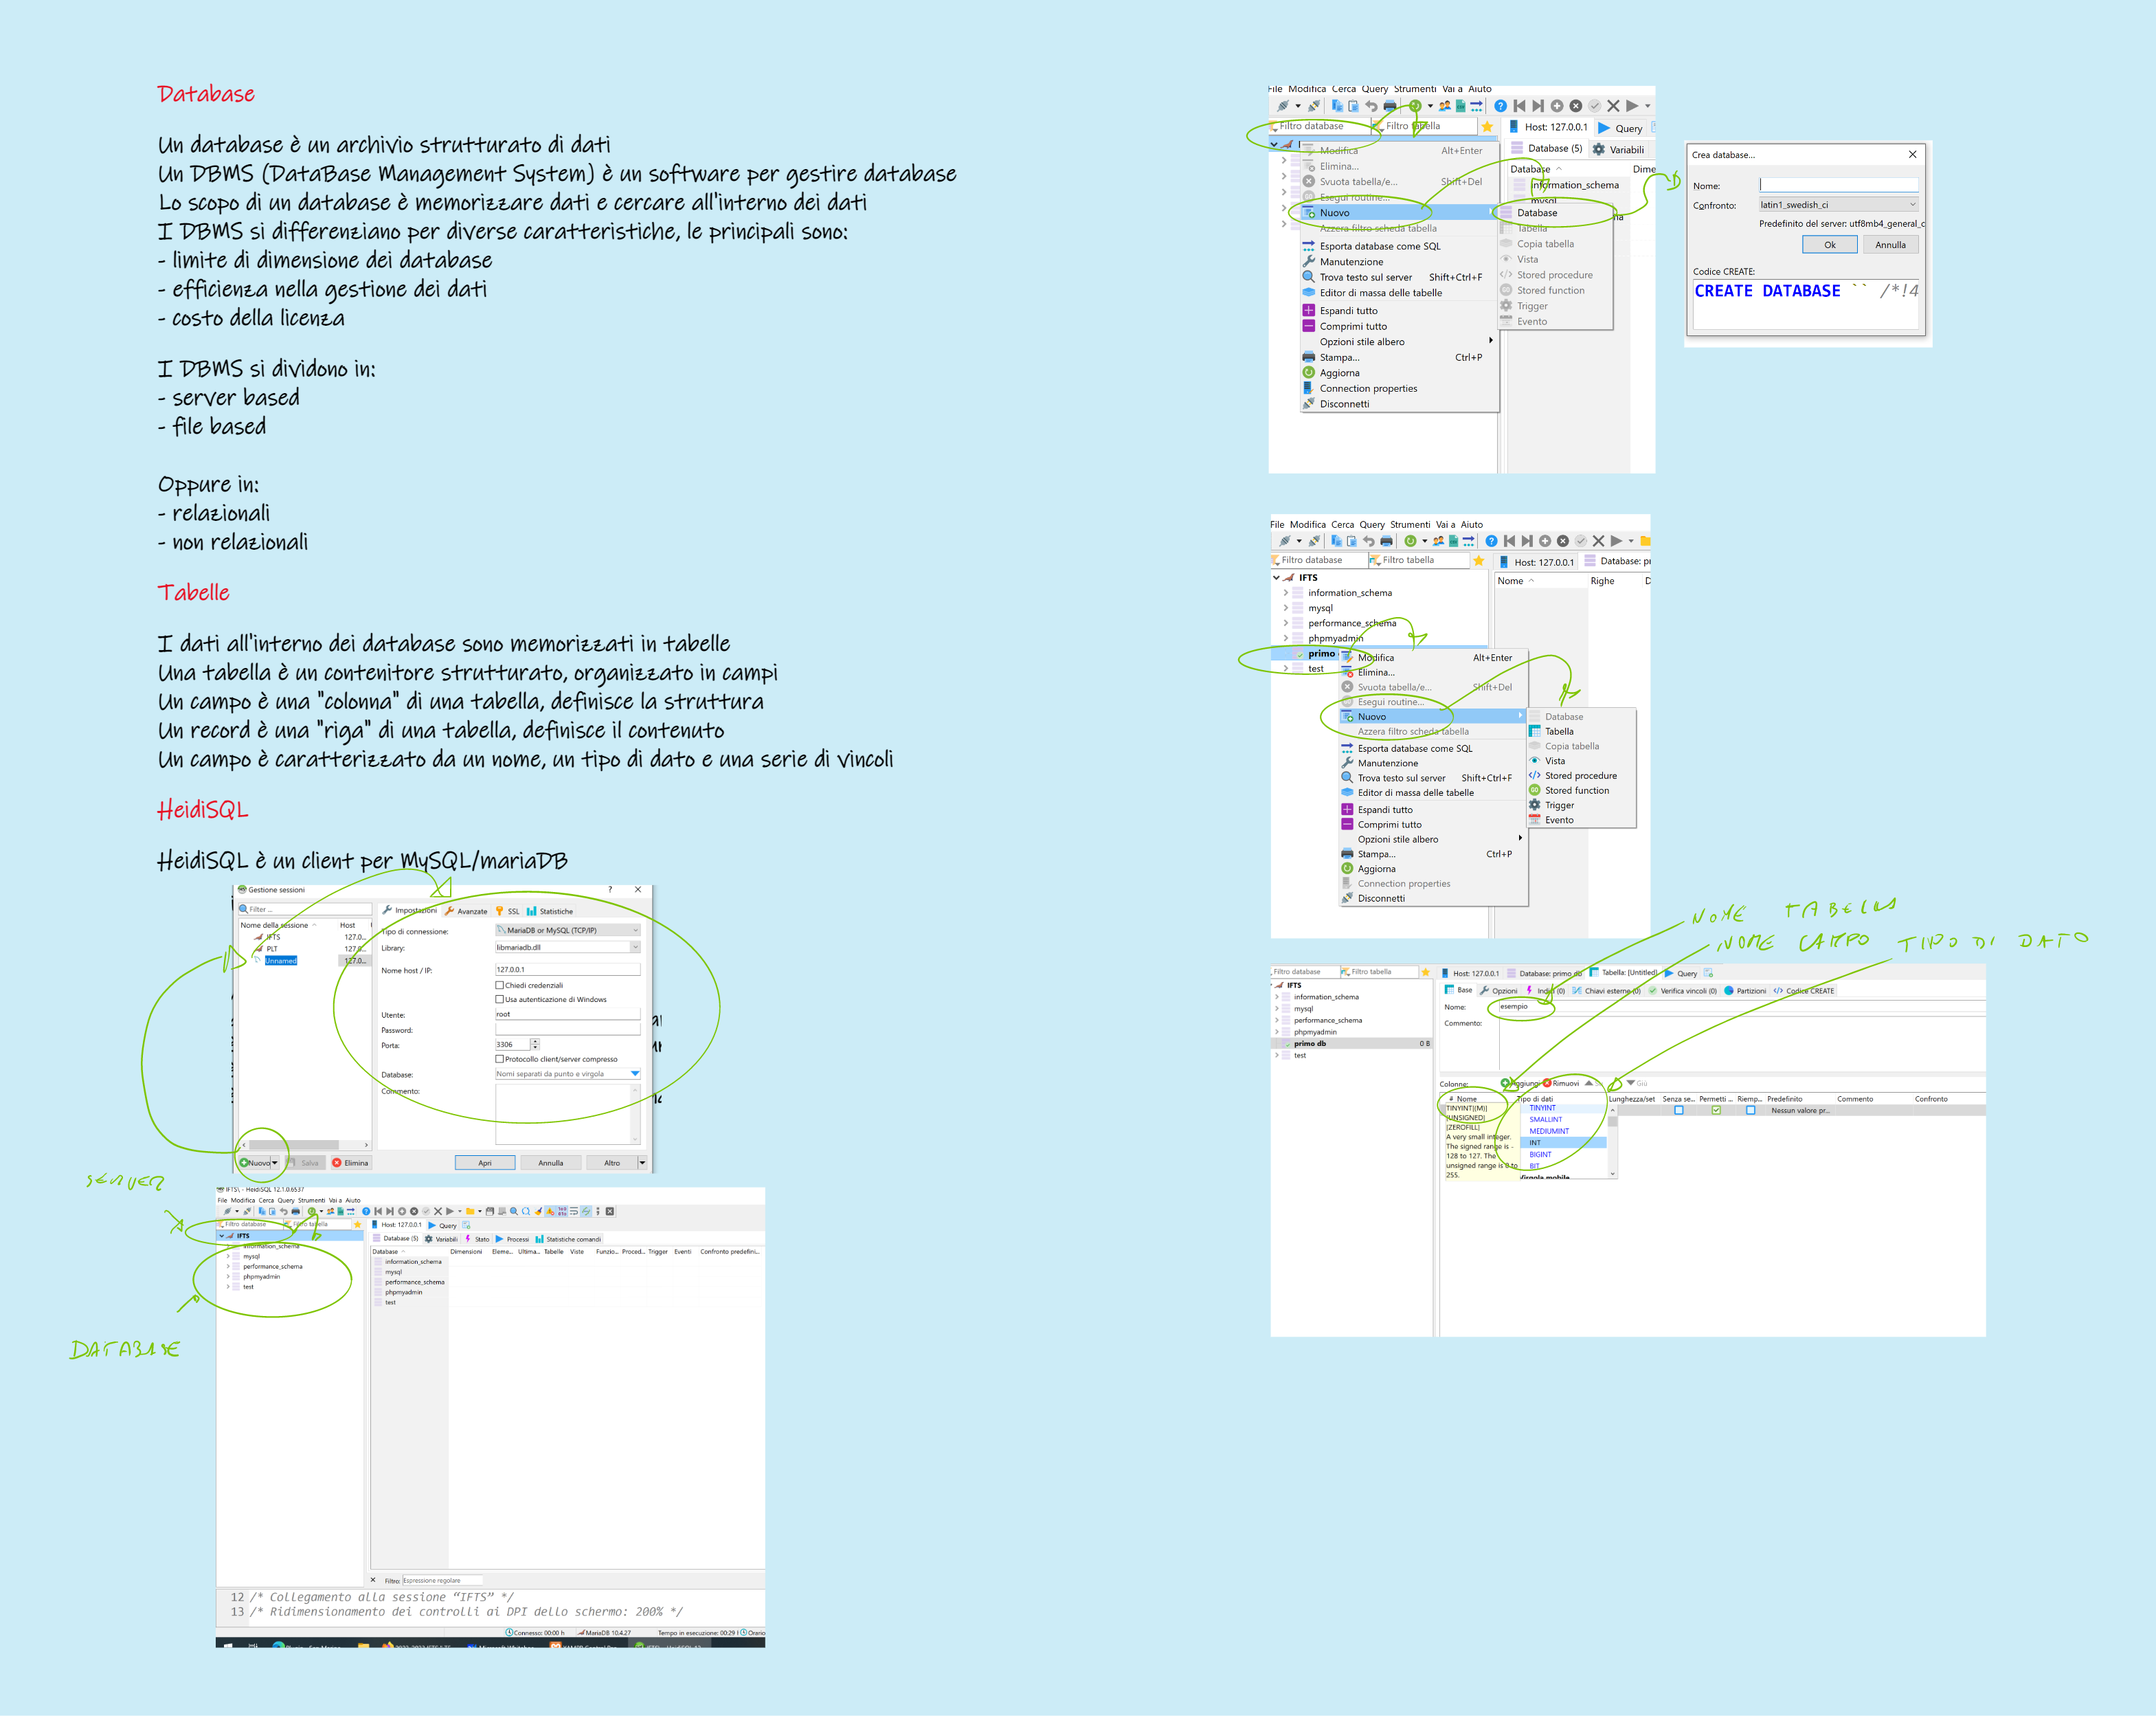 Database
Un database è un archivio strutturato di dati
Un DBMS (DataBase Management System) è un software per gestire database
Lo scopo di un database è memorizzare dati e cercare all'interno dei dati
I DBMS si differenziano per diverse caratteristiche, le principali sono:
- limite di dimensione dei database
- efficienza nella gestione dei dati
- costo della licenza
I DBMS si dividono in:
- server based
- file based
Oppure in:
- relazionali
- non relazionali
Tabelle
I dati all'interno dei database sono memorizzati in tabelle
Una tabella è un contenitore strutturato, organizzato in campi
Un campo è una "colonna" di una tabella, definisce la struttura
Un record è una "riga" di una tabella, definisce il contenuto
Un campo è caratterizzato da un nome, un tipo di dato e una serie di vincoli
HeidiSQL
HeidiSQL è un client per MySQL/mariaDB
Gestione sessioni
Filter ...
Impostazioni Avanzate SSL Statistiche
Nome della sessione Host
IFTS 127.0...
PLT 127.0...
Unnamed 127.0...
Tipo di connessione: MariaDB or MySQL (TCP/IP)
Library: libmariadb.dll
Nome host / IP: 127.0.0.1
Chiedi credenziali
Usa autenticazione di Windows
Utente: root
Password:
Porta: 3306
Protocollo client/server compresso
Database: Nomi separati da punto e virgola
Commento:
Nuovo Salva Elimina Apri Annulla Altro
SERVER
DATABASE
IFTS\ - HeidiSQL 12.1.0.6537
File Modifica Cerca Query Strumenti Vai a Aiuto
Filtro database Filtro tabella Host: 127.0.0.1 Query
IFTS
information_schema
mysql
performance_schema
phpmyadmin
test
Database (5) Variabili Stato Processi Statistiche comandi
Database Dimensioni Eleme... Ultima... Tabelle Viste Funzio... Proced... Trigger Eventi Confronto predefini...
information_schema
mysql
performance_schema
phpmyadmin
test
Filtro: Espressione regolare
12 /* Collegamento alla sessione “IFTS” */
13 /* Ridimensionamento dei controlli ai DPI dello schermo: 200% */
Connesso: 00:00 h MariaDB 10.4.27 Tempo in esecuzione: 00:29 Orario
File Modifica Cerca Query Strumenti Vai a Aiuto
Filtro database Filtro tabella Host: 127.0.0.1 Query
Database (5) Variabili
Database Dime
information_schema
mysql
Modifica Alt+Enter
Elimina...
Svuota tabella/e... Shift+Del
Esegui routine...
Nuovo
Azzera filtro scheda tabella
Esporta database come SQL
Manutenzione
Trova testo sul server Shift+Ctrl+F
Editor di massa delle tabelle
Espandi tutto
Comprimi tutto
Opzioni stile albero
Stampa... Ctrl+P
Aggiorna
Connection properties
Disconnetti
Database
Tabella
Copia tabella
Vista
Stored procedure
Stored function
Trigger
Evento
Crea database...
Nome:
Confronto: latin1_swedish_ci
Predefinito del server: utf8mb4_general_c
Ok Annulla
Codice CREATE:
CREATE DATABASE `` /*!4
File Modifica Cerca Query Strumenti Vai a Aiuto
Filtro database Filtro tabella Host: 127.0.0.1 Database: pr
IFTS
information_schema
mysql
performance_schema
phpmyadmin
primo
test
Nome Righe D
Modifica Alt+Enter
Elimina...
Svuota tabella/e... Shift+Del
Esegui routine...
Nuovo
Azzera filtro scheda tabella
Esporta database come SQL
Manutenzione
Trova testo sul server Shift+Ctrl+F
Editor di massa delle tabelle
Espandi tutto
Comprimi tutto
Opzioni stile albero
Stampa... Ctrl+P
Aggiorna
Connection properties
Disconnetti
Database
Tabella
Copia tabella
Vista
Stored procedure
Stored function
Trigger
Evento
NOME TABELLA
NOME CAMPO TIPO DI DATO
Filtro database Filtro tabella Host: 127.0.0.1 Database: primo db Tabella: [Untitled] Query
IFTS
information_schema
mysql
performance_schema
phpmyadmin
primo db 0 B
test
Base Opzioni Indici (0) Chiavi esterne (0) Verifica vincoli (0) Partizioni Codice CREATE
Nome: esempio
Commento:
Colonne: Aggiungi Rimuovi Su Giù
# Nome Tipo di dati Lunghezza/set Senza se... Permetti ... Riemp... Predefinito Commento Confronto
Nessun valore pr...
TINYINT[(M)]
[UNSIGNED]
[ZEROFILL]
A very small integer.
The signed range is -
128 to 127. The
unsigned range is 0 to
255.
TINYINT
SMALLINT
MEDIUMINT
INT
BIGINT
BIT
Virgola mobile